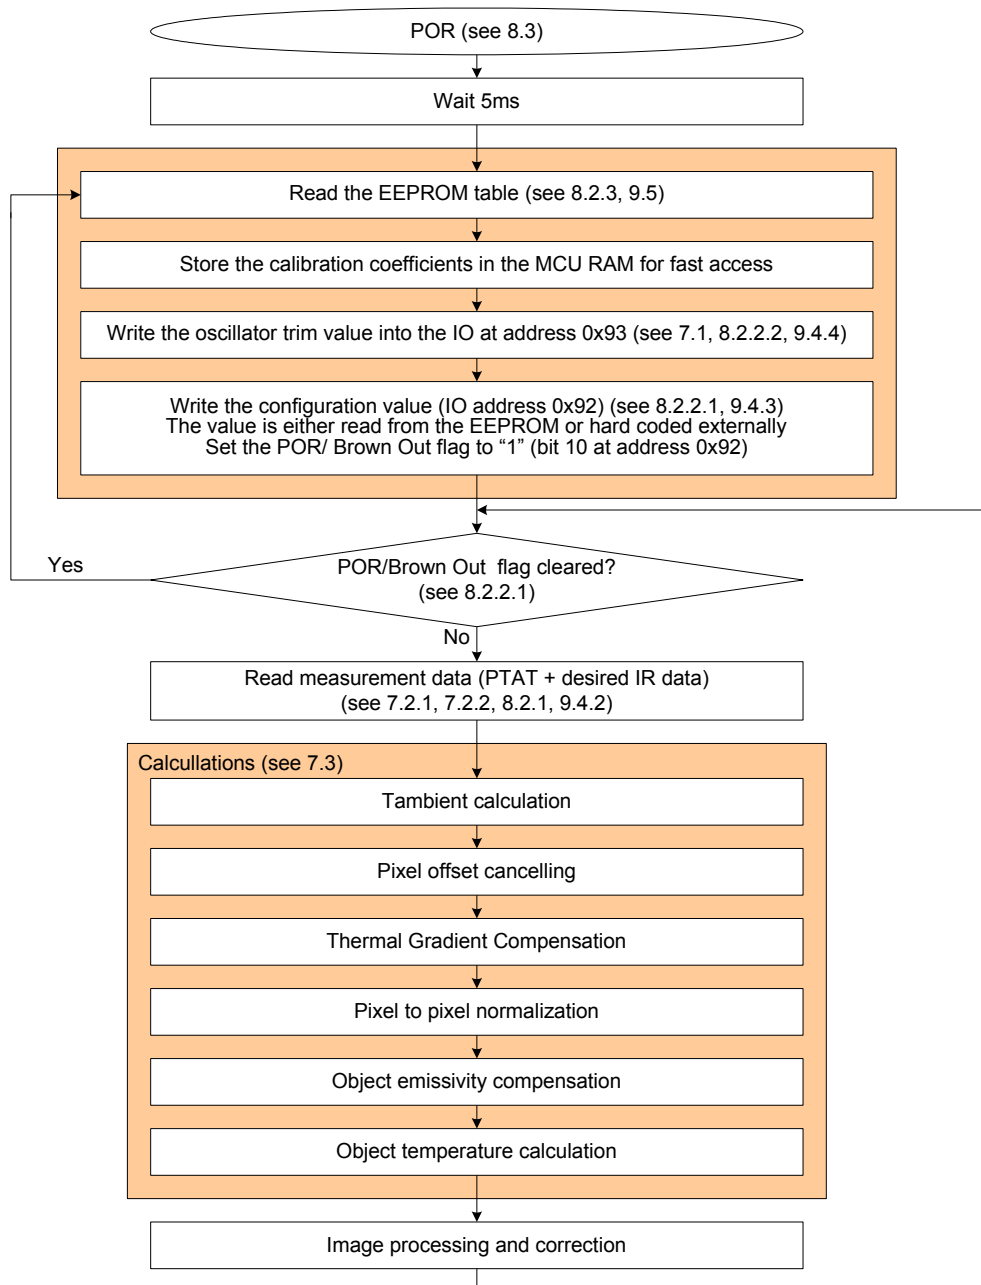 POR (see 8.3)
Wait 5ms
Read the EEPROM table (see 8.2.3, 9.5)
Store the calibration coefficients in the MCU RAM for fast access
Write the oscillator trim value into the IO at address 0x93 (see 7.1, 8.2.2.2, 9.4.4)
Write the configuration value (IO address 0x92) (see 8.2.2.1, 9.4.3)
The value is either read from the EEPROM or hard coded externally
Set the POR/ Brown Out flag to “1” (bit 10 at address 0x92)
Yes
POR/Brown Out  flag cleared?
(see 8.2.2.1)
No
Read measurement data (PTAT + desired IR data)
(see 7.2.1, 7.2.2, 8.2.1, 9.4.2)
Calcullations (see 7.3)
Tambient calculation
Pixel offset cancelling
Thermal Gradient Compensation
Pixel to pixel normalization
Object emissivity compensation
Object temperature calculation
Image processing and correction